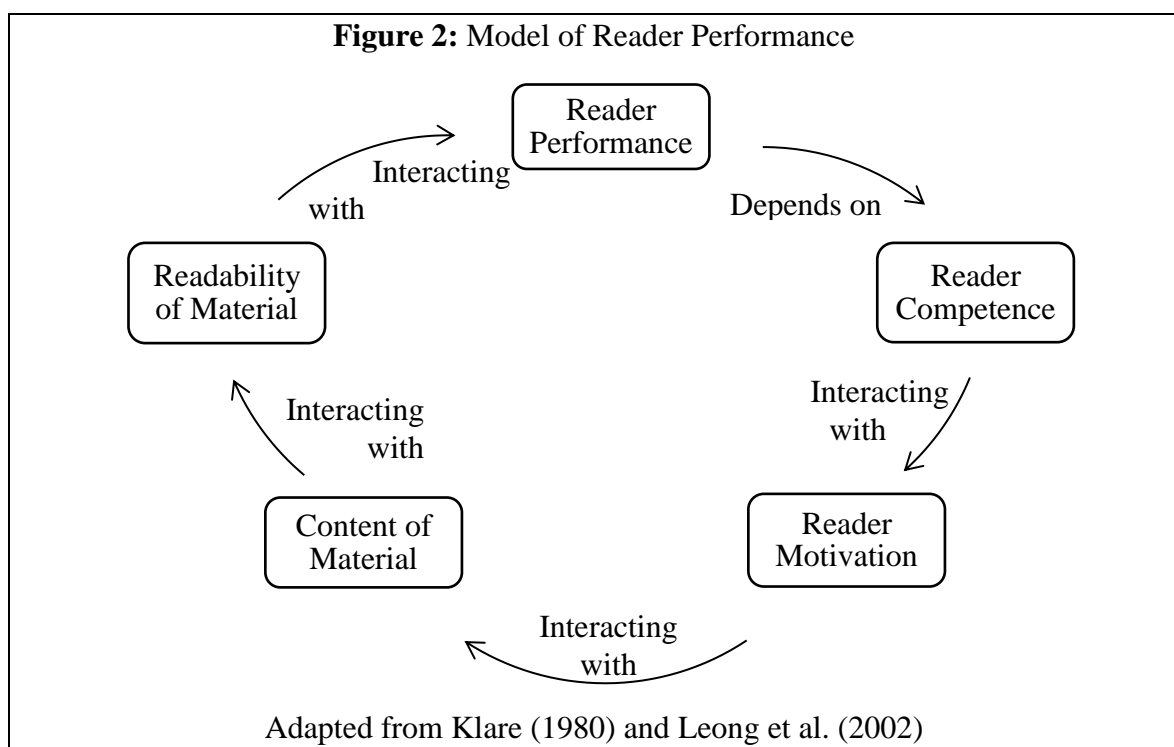 Figure 2: Model of Reader Performance
Reader
Performance
Interacting
with
Depends on
Readability
of Material
Reader
Competence
Interacting
with
Interacting
with
Content of
Material
Reader
Motivation
Interacting
with
Adapted from Klare (1980) and Leong et al. (2002)